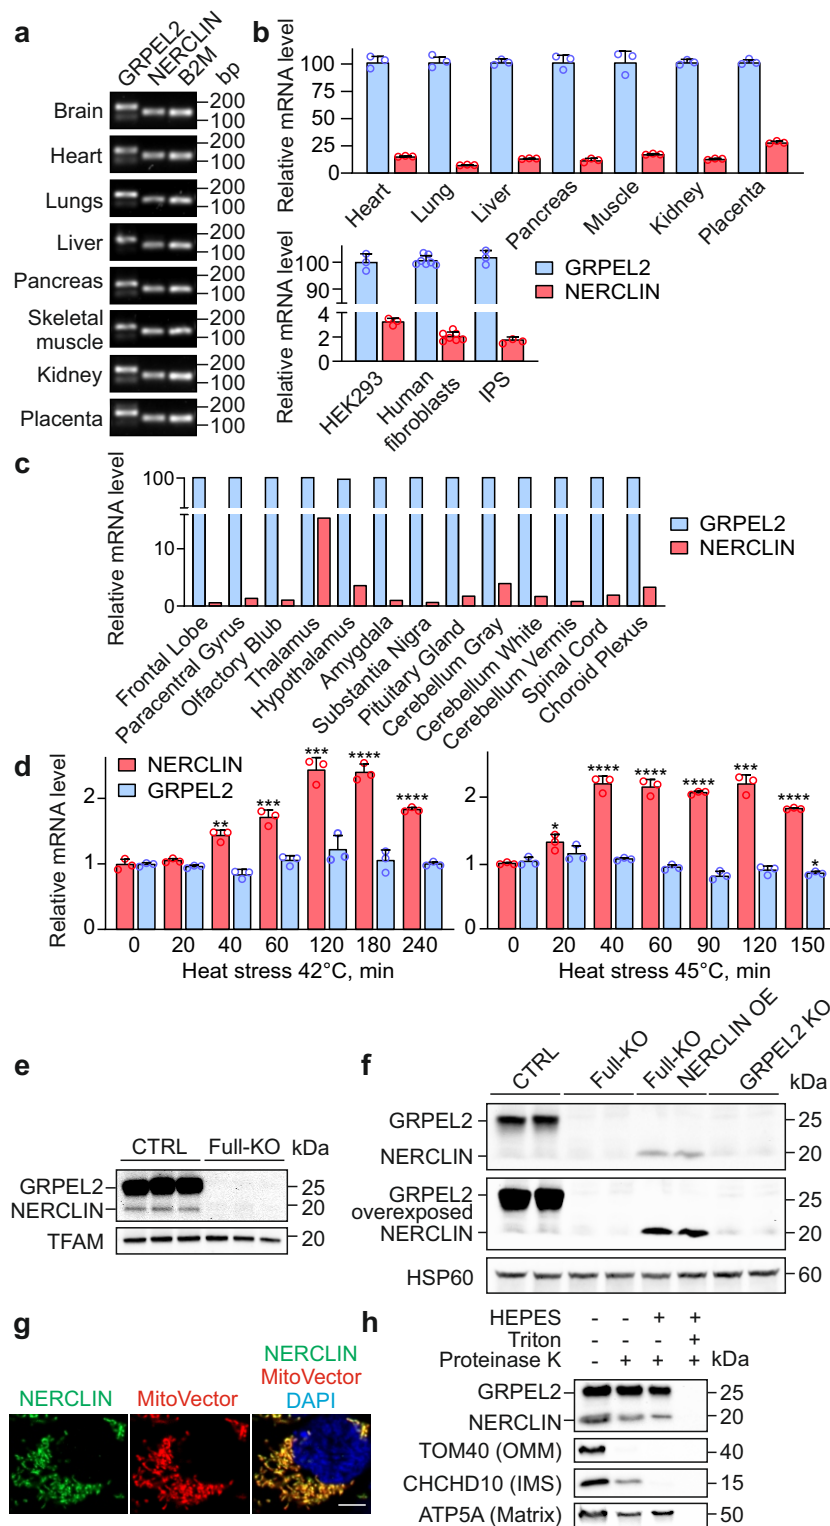 a
GRPEL2
NERCLIN
B2M
bp
Brain
200
100
Heart
200
100
Lungs
200
100
Liver
200
100
Pancreas
200
100
Skeletal
muscle
200
100
Kidney
200
100
Placenta
200
100
b
Relative mRNA level
100
75
50
25
0
Heart
Lung
Liver
Pancreas
Muscle
Kidney
Placenta
Relative mRNA level
100
90
4
2
0
HEK293
Human
fibroblasts
IPS
GRPEL2
NERCLIN
c
Relative mRNA level
100
10
0
Frontal Lobe
Paracentral Gyrus
Olfactory Blub
Thalamus
Hypothalamus
Amygdala
Substantia Nigra
Pituitary Gland
Cerebellum Gray
Cerebellum White
Cerebellum Vermis
Spinal Cord
Choroid Plexus
GRPEL2
NERCLIN
d
Relative mRNA level
NERCLIN
GRPEL2
2
1
0
** *** *** **** ****
0 20 40 60 120 180 240
Heat stress 42°C, min
2
1
0
* **** **** **** *** **** *
0 20 40 60 90 120 150
Heat stress 45°C, min
e
CTRL Full-KO kDa
GRPEL2 25
NERCLIN 20
TFAM 20
f
CTRL
Full-KO
Full-KO
NERCLIN OE
GRPEL2 KO
kDa
GRPEL2 25
NERCLIN 20
GRPEL2 25
overexposed
NERCLIN 20
HSP60 60
g
NERCLIN
MitoVector
NERCLIN
MitoVector
DAPI
h
HEPES - - + +
Triton +
Proteinase K - + + + kDa
GRPEL2 25
NERCLIN 20
TOM40 (OMM) 40
CHCHD10 (IMS) 15
ATP5A (Matrix) 50